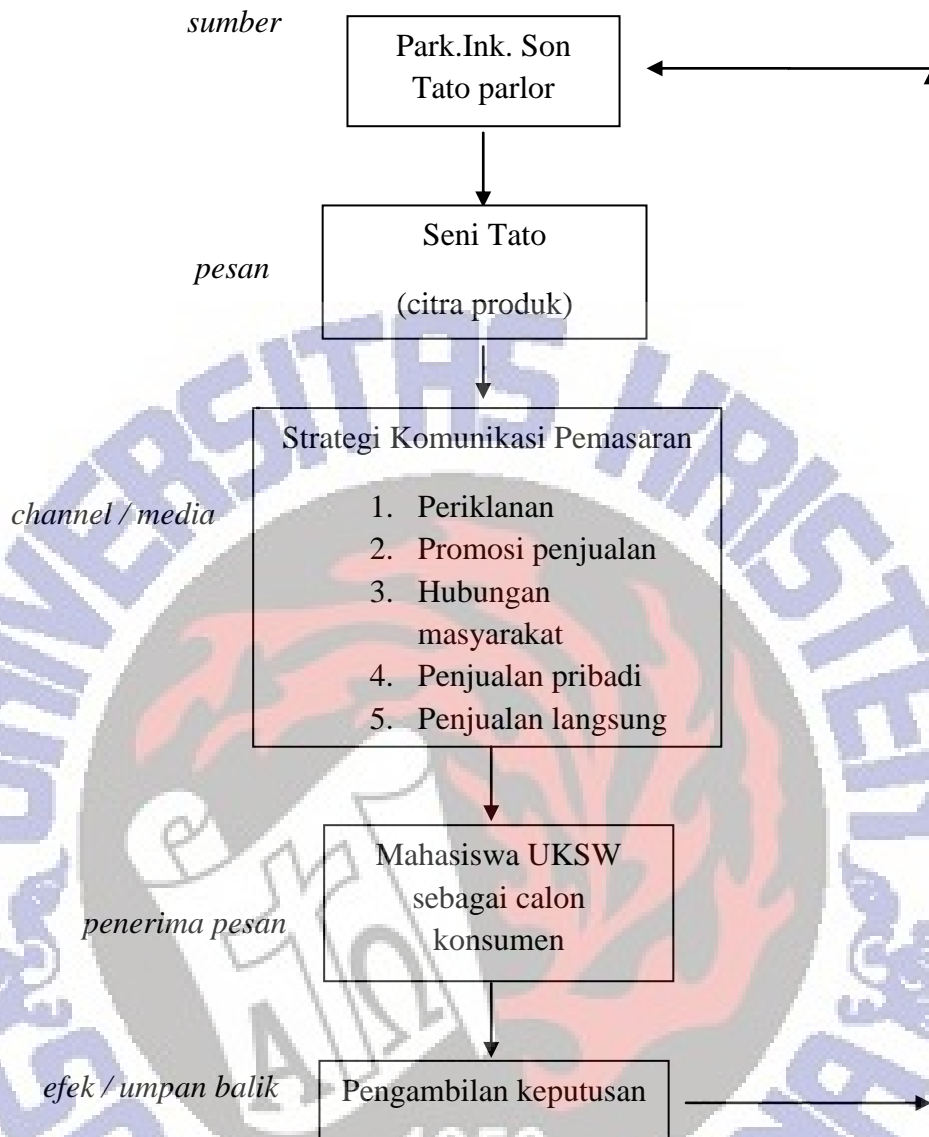 sumber
Park.Ink. Son
Tato parlor
Seni Tato
pesan
(citra produk)
Strategi Komunikasi Pemasaran
channel / media
1. Periklanan
2. Promosi penjualan
3. Hubungan
masyarakat
4. Penjualan pribadi
5. Penjualan langsung
Mahasiswa UKSW
sebagai calon
konsumen
penerima pesan
efek / umpan balik
Pengambilan keputusan
UNIVERSITAS KRISTEN